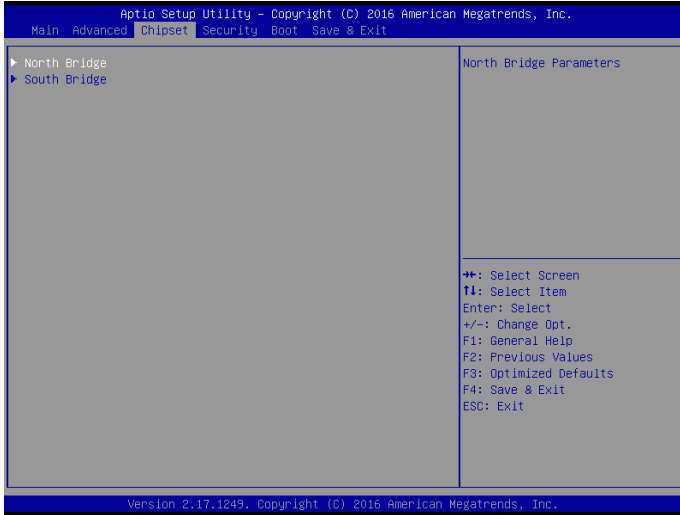 Aptio Setup Utility – Copyright (C) 2016 American Megatrends, Inc.
Main Advanced Chipset Security Boot Save & Exit
► North Bridge
► South Bridge
North Bridge Parameters
→←: Select Screen
↑↓: Select Item
Enter: Select
+/-: Change Opt.
F1: General Help
F2: Previous Values
F3: Optimized Defaults
F4: Save & Exit
ESC: Exit
Version 2.17.1249. Copyright (C) 2016 American Megatrends, Inc.